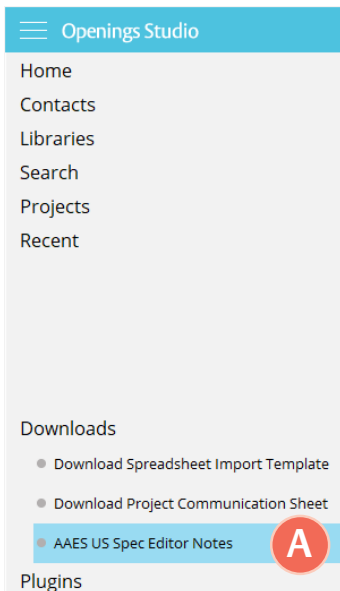 Openings Studio
Home
Contacts
Libraries
Search
Projects
Recent
Downloads
Download Spreadsheet Import Template
Download Project Communication Sheet
AAES US Spec Editor Notes
A
Plugins